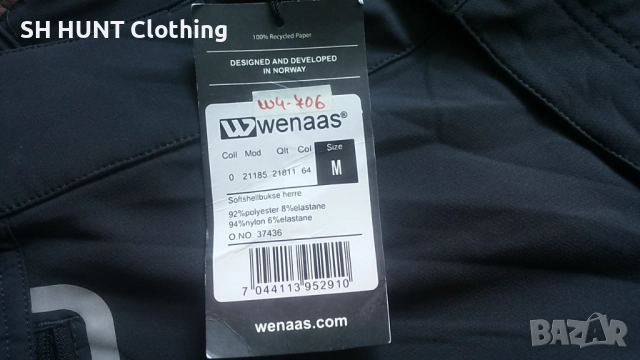 SH HUNT Clothing
100% Recycled Paper
DESIGNED AND DEVELOPED
IN NORWAY
W4-706
wenaas®
Coll Mod Qlt Col Size
0 21185 21811 64 M
Softshellbukse herre
92%polyester 8%elastane
94%nylon 6%elastane
O.NO 37436
7 044113 952910
wenaas.com
BAZAR